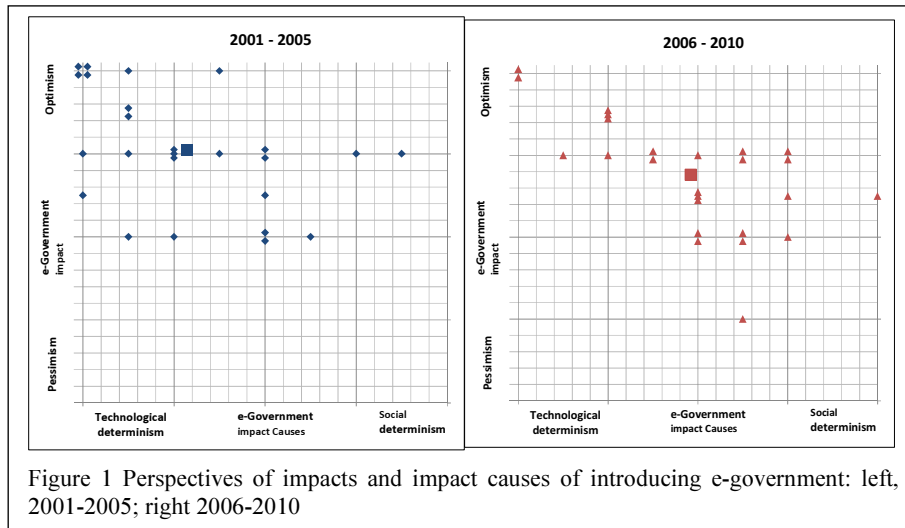 2001 - 2005
Optimism
e-Government
impact
Pessimism
Technological
determinism
e-Government
impact Causes
Social
determinism
2006 - 2010
Optimism
e-Government
impact
Pessimism
Technological
determinism
e-Government
impact Causes
Social
determinism
Figure 1 Perspectives of impacts and impact causes of introducing e-government: left,
2001-2005; right 2006-2010